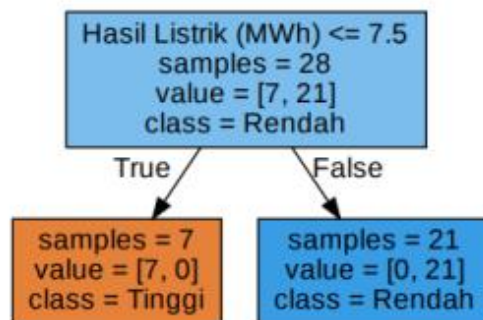 Hasil Listrik (MWh) <= 7.5
samples = 28
value = [7, 21]
class = Rendah
True
False
samples = 7
value = [7, 0]
class = Tinggi
samples = 21
value = [0, 21]
class = Rendah